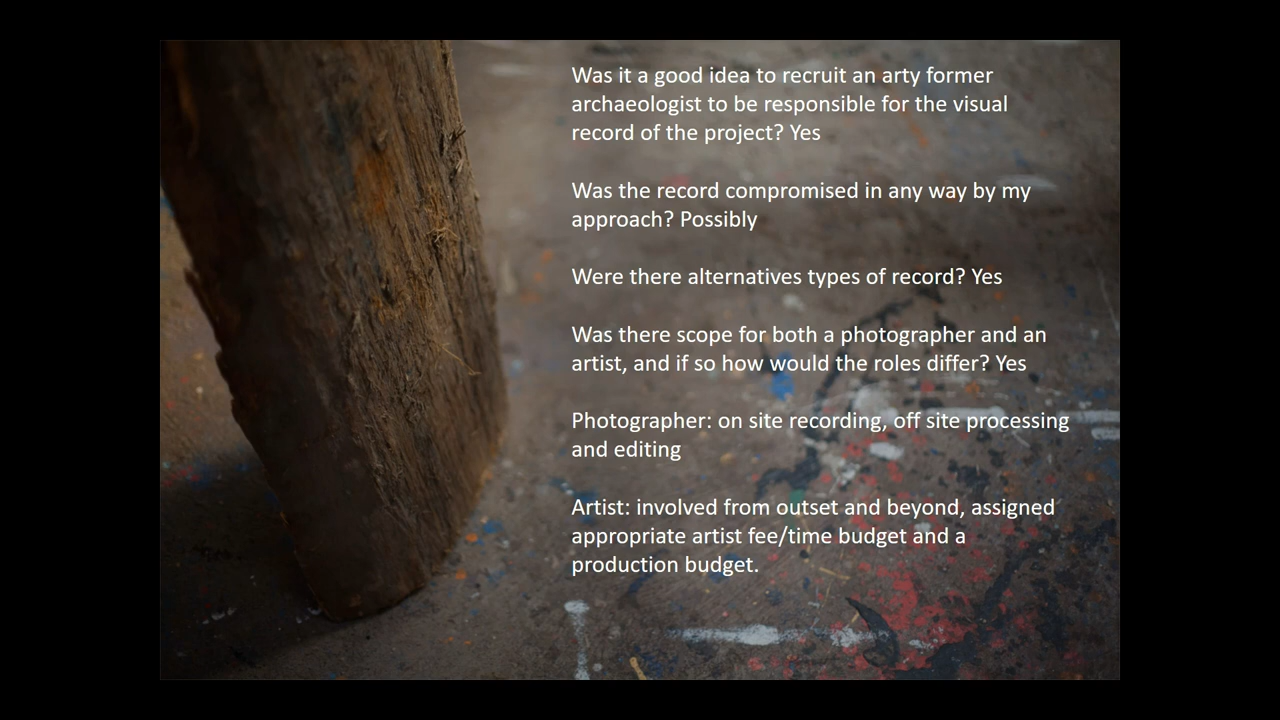 Was it a good idea to recruit an arty former
archaeologist to be responsible for the visual
record of the project? Yes
Was the record compromised in any way by my
approach? Possibly
Were there alternatives types of record? Yes
Was there scope for both a photographer and an
artist, and if so how would the roles differ? Yes
Photographer: on site recording, off site processing
and editing
Artist: involved from outset and beyond, assigned
appropriate artist fee/time budget and a
production budget.